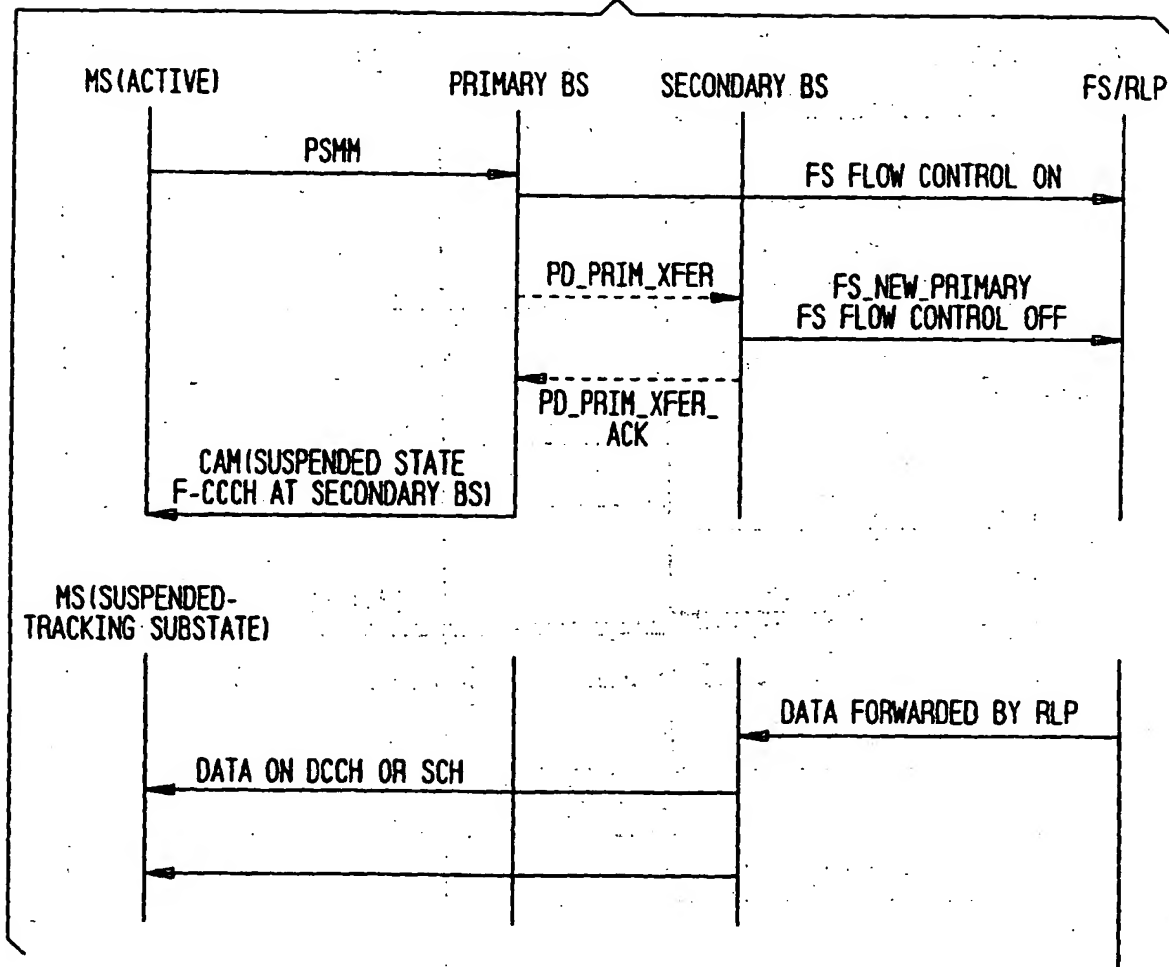 MS(ACTIVE)
PRIMARY BS
SECONDARY BS
FS/RLP
PSMM
FS FLOW CONTROL ON
PD_PRIM_XFER
FS_NEW_PRIMARY
FS FLOW CONTROL OFF
PD_PRIM_XFER_
ACK
CAM(SUSPENDED STATE
F-CCCH AT SECONDARY BS)
MS(SUSPENDED-
TRACKING SUBSTATE)
DATA FORWARDED BY RLP
DATA ON DCCH OR SCH